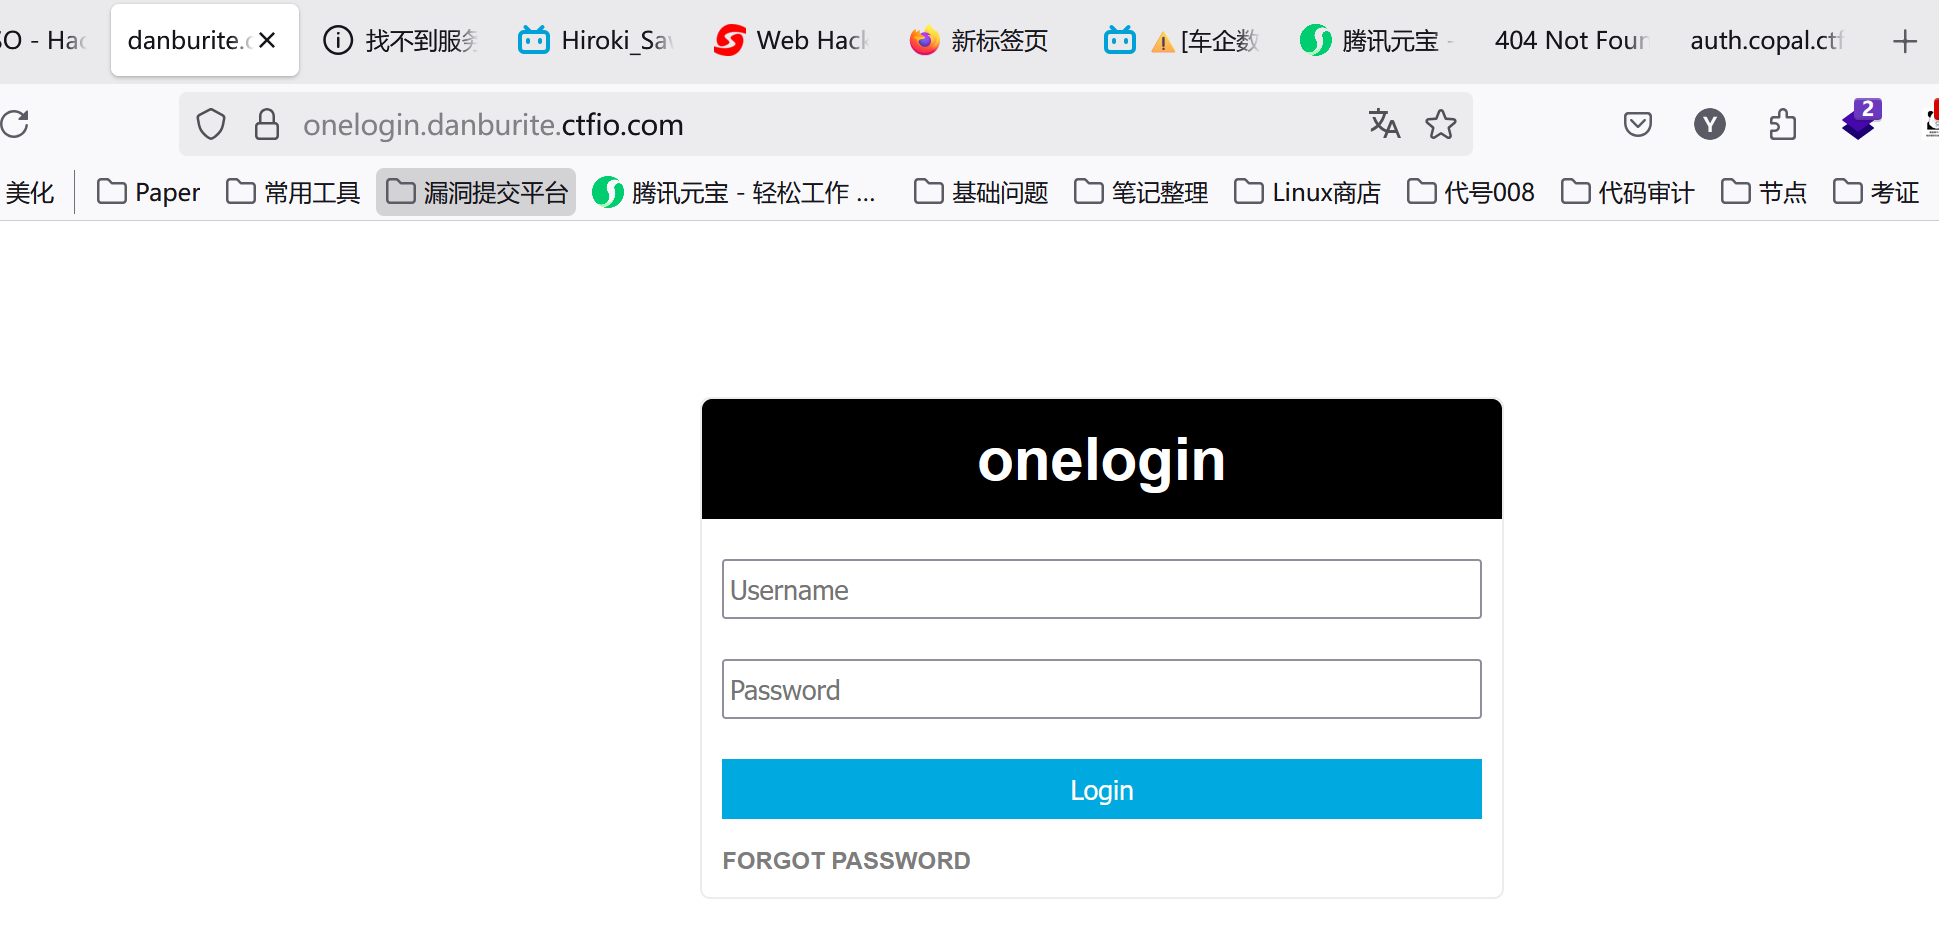 SO - Hac danburite.c 找不到服务 Hiroki_Sav Web Hack 新标签页 [车企数 腾讯元宝 - 404 Not Foun auth.copal.ctf
onelogin.danburite.ctfio.com Y 2
美化 Paper 常用工具 漏洞提交平台 腾讯元宝 - 轻松工作 ... 基础问题 笔记整理 Linux商店 代号008 代码审计 节点 考证
onelogin
Username
Password
Login
FORGOT PASSWORD